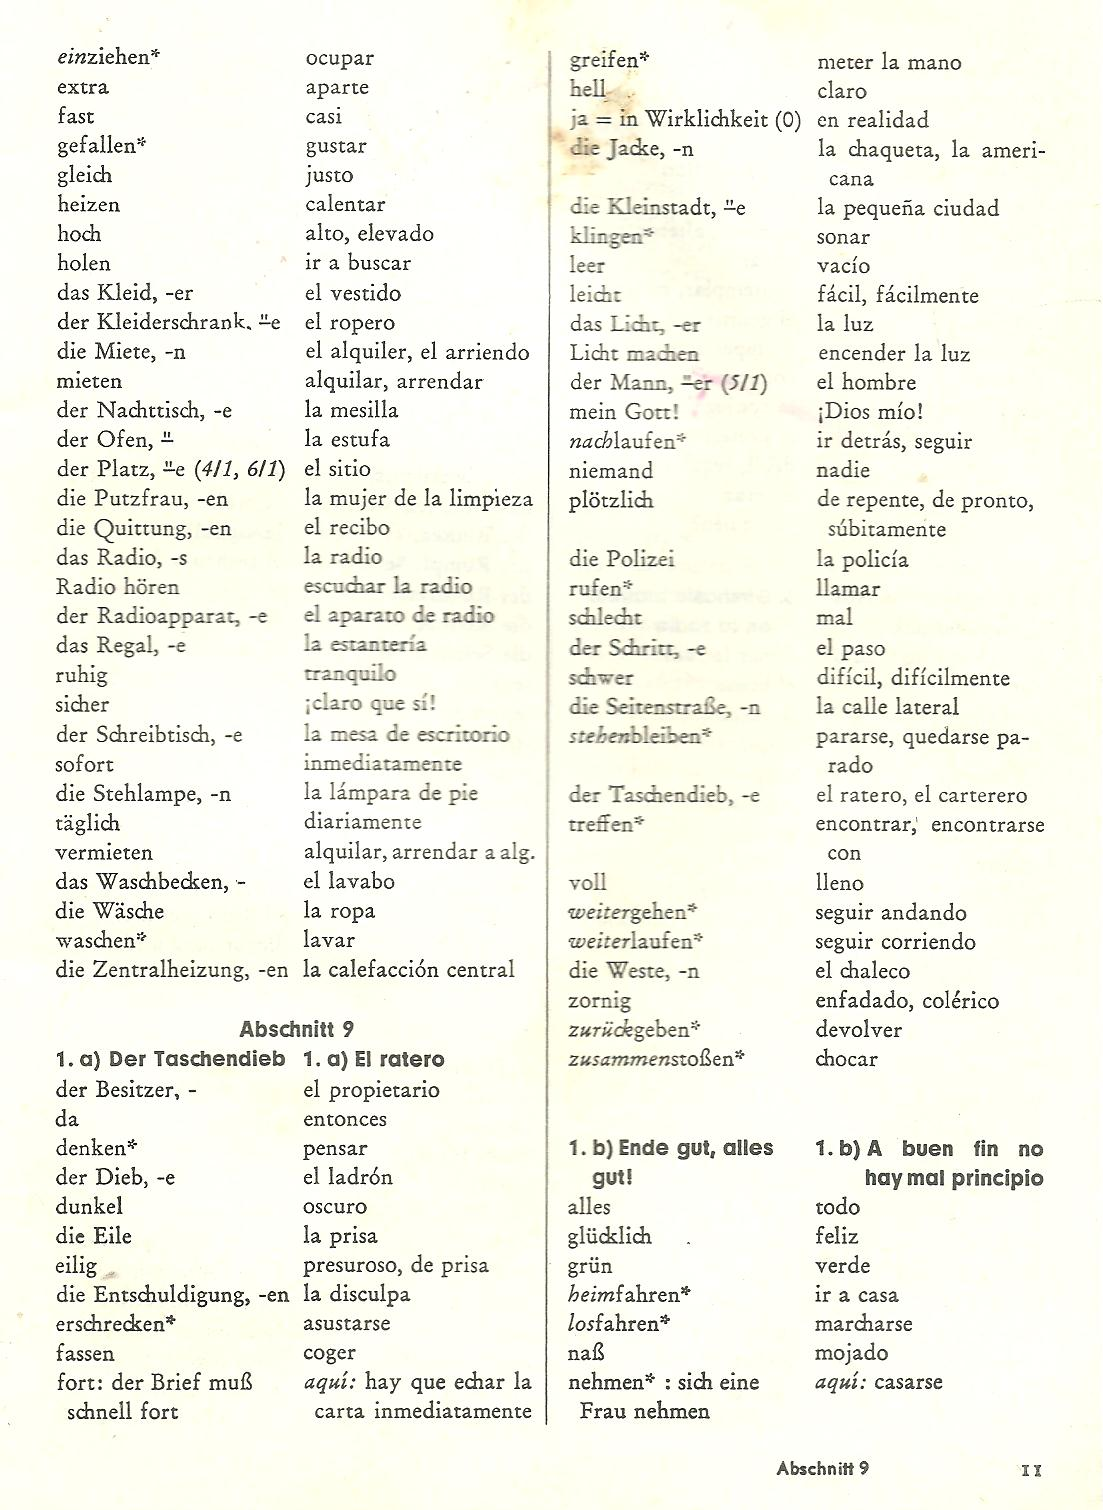 einziehen* ocupar
extra aparte
fast casi
gefallen* gustar
gleich justo
heizen calentar
hoch alto, elevado
holen ir a buscar
das Kleid, -er el vestido
der Kleiderschrank, ⸚e el ropero
die Miete, -n el alquiler, el arriendo
mieten alquilar, arrendar
der Nachttisch, -e la mesilla
der Ofen, ⸚ la estufa
der Platz, ⸚e (4/1, 6/1) el sitio
die Putzfrau, -en la mujer de la limpieza
die Quittung, -en el recibo
das Radio, -s la radio
Radio hören escuchar la radio
der Radioapparat, -e el aparato de radio
das Regal, -e la estantería
ruhig tranquilo
sicher ¡claro que sí!
der Schreibtisch, -e la mesa de escritorio
sofort inmediatamente
die Stehlampe, -n la lámpara de pie
täglich diariamente
vermieten alquilar, arrendar a alg.
das Waschbecken, - el lavabo
die Wäsche la ropa
waschen* lavar
die Zentralheizung, -en la calefacción central
Abschnitt 9
1. a) Der Taschendieb 1. a) El ratero
der Besitzer, - el propietario
da entonces
denken* pensar
der Dieb, -e el ladrón
dunkel oscuro
die Eile la prisa
eilig presuroso, de prisa
die Entschuldigung, -en la disculpa
erschrecken* asustarse
fassen coger
fort: der Brief muß aquí: hay que echar la
schnell fort carta inmediatamente
greifen* meter la mano
hell claro
ja = in Wirklichkeit (0) en realidad
die Jacke, -n la chaqueta, la ameri-
cana
die Kleinstadt, ⸚e la pequeña ciudad
klingen* sonar
leer vacío
leicht fácil, fácilmente
das Licht, -er la luz
Licht machen encender la luz
der Mann, ⸚er (5/1) el hombre
mein Gott! ¡Dios mío!
nachlaufen* ir detrás, seguir
niemand nadie
plötzlich de repente, de pronto,
súbitamente
die Polizei la policía
rufen* llamar
schlecht mal
der Schritt, -e el paso
schwer difícil, difícilmente
die Seitenstraße, -n la calle lateral
stehenbleiben* pararse, quedarse pa-
rado
der Taschendieb, -e el ratero, el carterero
treffen* encontrar, encontrarse
con
voll lleno
weitergehen* seguir andando
weiterlaufen* seguir corriendo
die Weste, -n el chaleco
zornig enfadado, colérico
zurückgeben* devolver
zusammenstoßen* chocar
1. b) Ende gut, alles 1. b) A buen fin no
gut! hay mal principio
alles todo
glücklich feliz
grün verde
heimfahren* ir a casa
losfahren* marcharse
naß mojado
nehmen* : sich eine aquí: casarse
Frau nehmen
Abschnitt 9 11